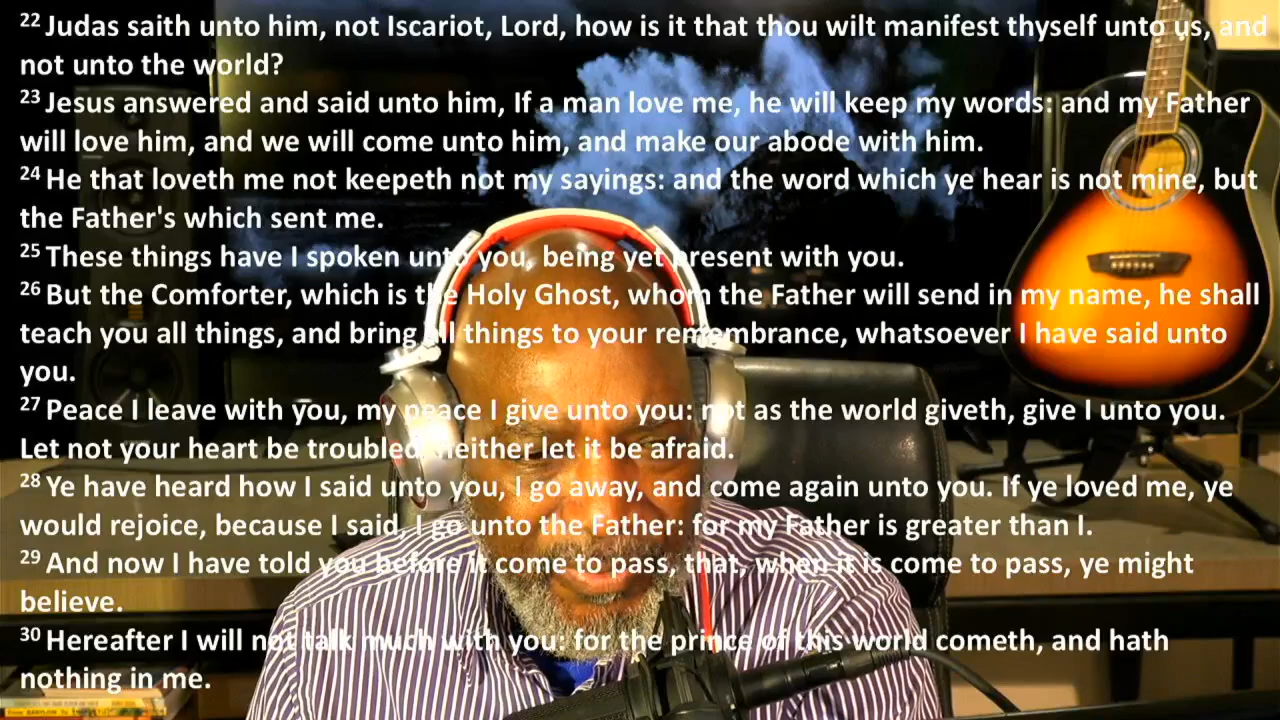 22 Judas saith unto him, not Iscariot, Lord, how is it that thou wilt manifest thyself unto us, and
not unto the world?
23 Jesus answered and said unto him, If a man love me, he will keep my words: and my Father
will love him, and we will come unto him, and make our abode with him.
24 He that loveth me not keepeth not my sayings: and the word which ye hear is not mine, but
the Father's which sent me.
25 These things have I spoken unto you, being yet present with you.
26 But the Comforter, which is the Holy Ghost, whom the Father will send in my name, he shall
teach you all things, and bring all things to your remembrance, whatsoever I have said unto
you.
27 Peace I leave with you, my peace I give unto you: not as the world giveth, give I unto you.
Let not your heart be troubled, neither let it be afraid.
28 Ye have heard how I said unto you, I go away, and come again unto you. If ye loved me, ye
would rejoice, because I said, I go unto the Father: for my Father is greater than I.
29 And now I have told you before it come to pass, that, when it is come to pass, ye might
believe.
30 Hereafter I will not talk much with you: for the prince of this world cometh, and hath
nothing in me.